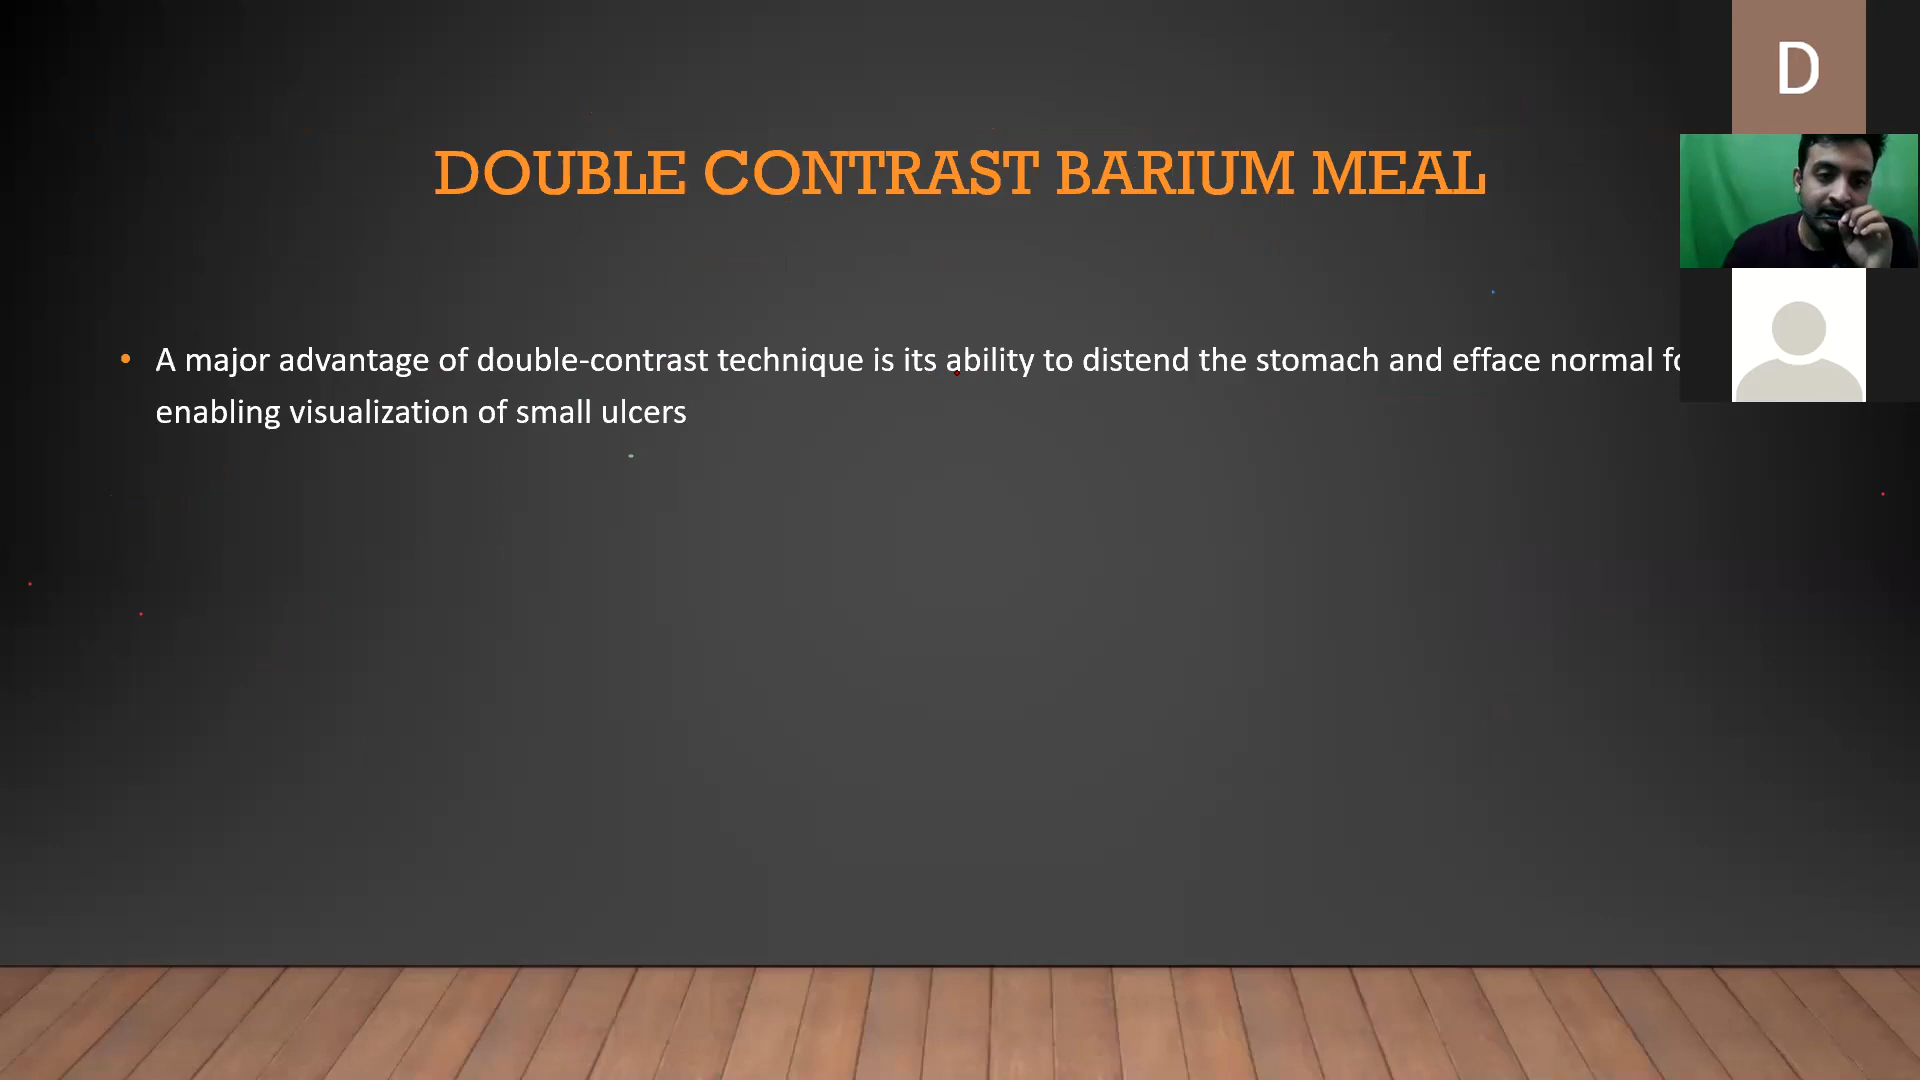 D
DOUBLE CONTRAST BARIUM MEAL
• A major advantage of double-contrast technique is its ability to distend the stomach and efface normal
enabling visualization of small ulcers